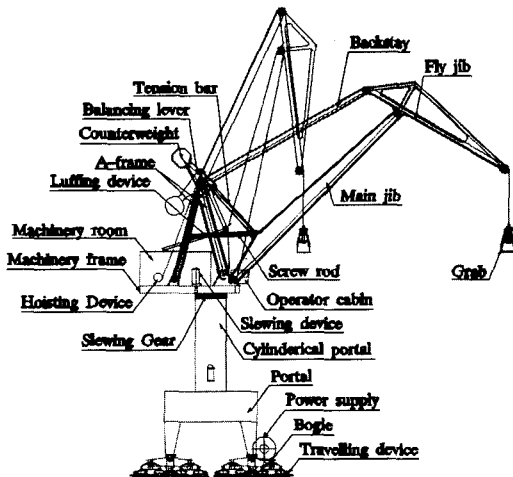 Backstay
Fly jib
Tension bar
Balancing lever
Counterweight
A-frame
Luffing device
Main jib
Machinery room
Machinery frame
Screw rod
Grab
Hoisting Device
Operator cabin
Slewing device
Slewing Gear
Cylinderical portal
Portal
Power supply
Bogie
Travelling device